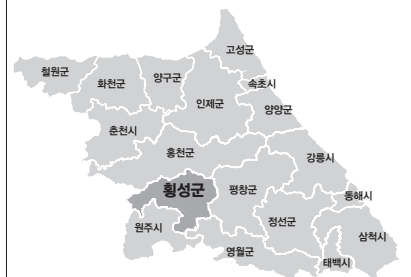 고성군
철원군
화천군
양구군
속초시
인제군
양양군
춘천시
홍천군
강릉시
횡성군
평창군
동해시
원주시
정선군
삼척시
영월군
태백시